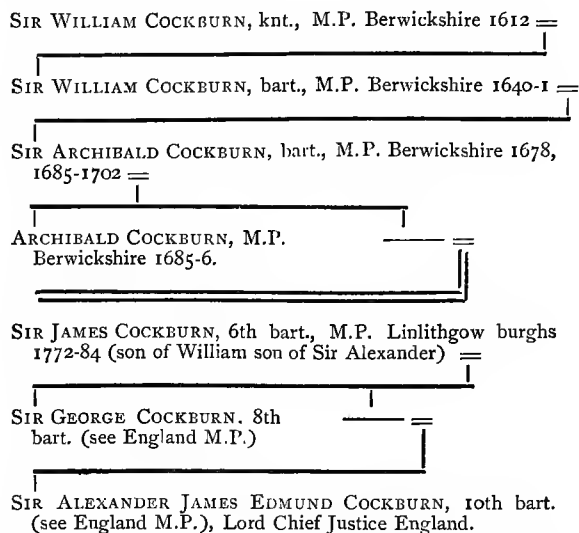 SIR WILLIAM COCKBURN, knt., M.P. Berwickshire 1612 =
SIR WILLIAM COCKBURN, bart., M.P. Berwickshire 1640-1 =
SIR ARCHIBALD COCKBURN, bart., M.P. Berwickshire 1678,
1685-1702 =
ARCHIBALD COCKBURN, M.P. —— =
Berwickshire 1685-6.
SIR JAMES COCKBURN, 6th bart., M.P. Linlithgow burghs
1772-84 (son of William son of Sir Alexander) =
SIR GEORGE COCKBURN. 8th —— =
bart. (see England M.P.)
SIR ALEXANDER JAMES EDMUND COCKBURN, 10th bart.
(see England M.P.), Lord Chief Justice England.